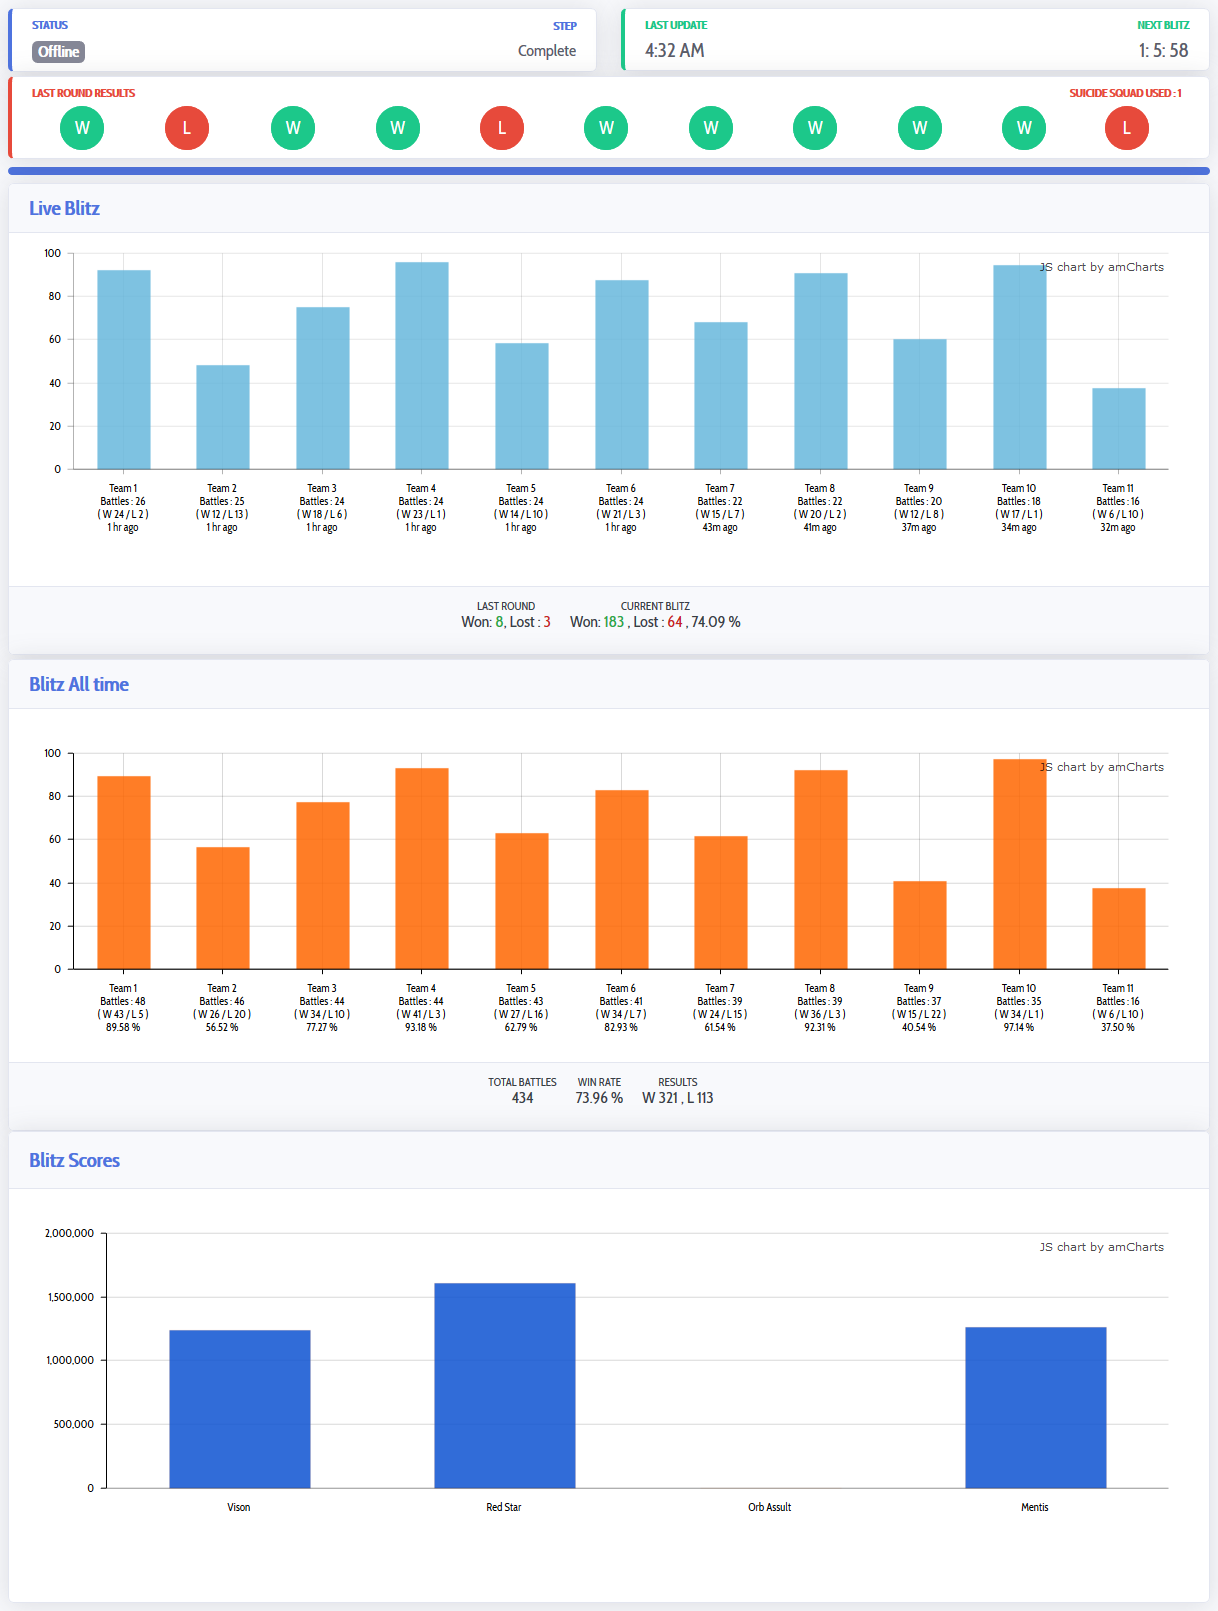 STATUS STEP
Offline Complete
LAST UPDATE NEXT BLITZ
4:32 AM 1: 5: 58
LAST ROUND RESULTS SUICIDE SQUAD USED : 1
W L W W L W W W W W L
Live Blitz
JS chart by amCharts
100
80
60
40
20
0
Team 1 Team 2 Team 3 Team 4 Team 5 Team 6 Team 7 Team 8 Team 9 Team 10 Team 11
Battles : 26 Battles : 25 Battles : 24 Battles : 24 Battles : 24 Battles : 24 Battles : 22 Battles : 22 Battles : 20 Battles : 18 Battles : 16
( W 24 / L 2 ) ( W 12 / L 13 ) ( W 18 / L 6 ) ( W 23 / L 1 ) ( W 14 / L 10 ) ( W 21 / L 3 ) ( W 15 / L 7 ) ( W 20 / L 2 ) ( W 12 / L 8 ) ( W 17 / L 1 ) ( W 6 / L 10 )
1 hr ago 1 hr ago 1 hr ago 1 hr ago 1 hr ago 1 hr ago 43m ago 41m ago 37m ago 34m ago 32m ago
LAST ROUND CURRENT BLITZ
Won: 8, Lost : 3 Won: 183 , Lost : 64 , 74.09 %
Blitz All time
JS chart by amCharts
100
80
60
40
20
0
Team 1 Team 2 Team 3 Team 4 Team 5 Team 6 Team 7 Team 8 Team 9 Team 10 Team 11
Battles : 48 Battles : 46 Battles : 44 Battles : 44 Battles : 43 Battles : 41 Battles : 39 Battles : 39 Battles : 37 Battles : 35 Battles : 16
( W 43 / L 5 ) ( W 26 / L 20 ) ( W 34 / L 10 ) ( W 41 / L 3 ) ( W 27 / L 16 ) ( W 34 / L 7 ) ( W 24 / L 15 ) ( W 36 / L 3 ) ( W 15 / L 22 ) ( W 34 / L 1 ) ( W 6 / L 10 )
89.58 % 56.52 % 77.27 % 93.18 % 62.79 % 82.93 % 61.54 % 92.31 % 40.54 % 97.14 % 37.50 %
TOTAL BATTLES WIN RATE RESULTS
434 73.96 % W 321 , L 113
Blitz Scores
JS chart by amCharts
2,000,000
1,500,000
1,000,000
500,000
0
Vison Red Star Orb Assult Mentis